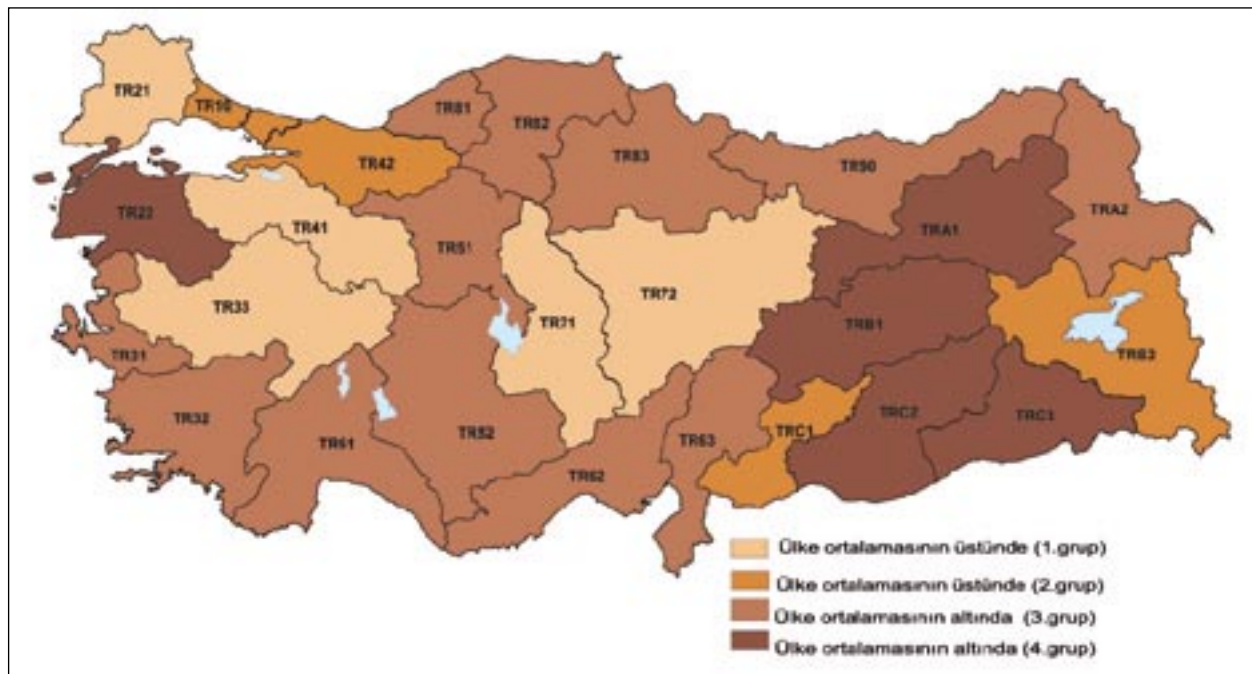 TR21
TR10
TR81
TR82
TR42
TR83
TR90
TR22
TRA2
TR41
TRA1
TR51
TR33
TR72
TR71
TRB1
TR31
TR32
TRC2
TRC3
TRC1
TR61
TR52
TR63
TR62
Ülke ortalamasının üstünde (1.grup)
Ülke ortalamasının üstünde (2.grup)
Ülke ortalamasının altında (3.grup)
Ülke ortalamasının altında (4.grup)